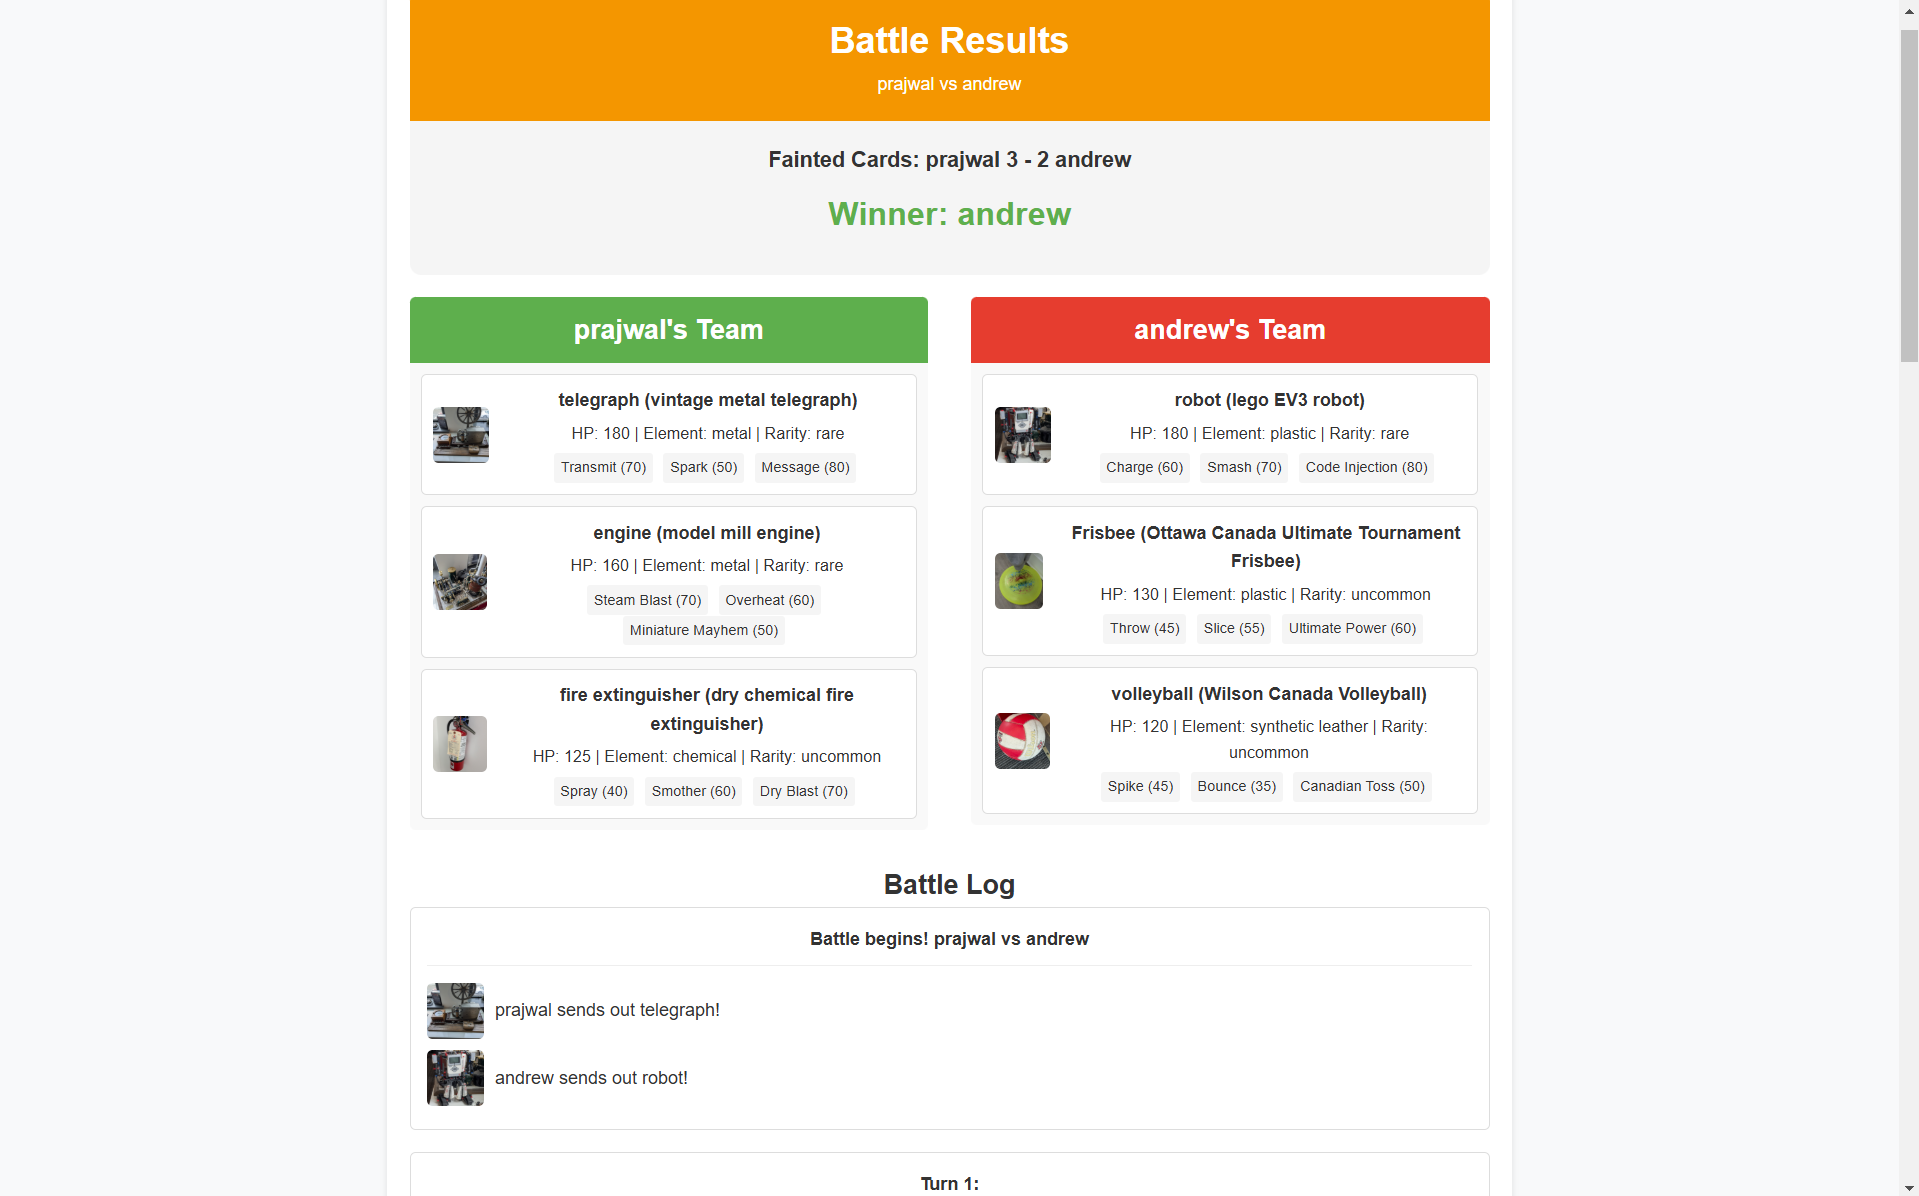 Battle Results
prajwal vs andrew
Fainted Cards: prajwal 3 - 2 andrew
Winner: andrew
prajwal's Team
telegraph (vintage metal telegraph)
HP: 180 | Element: metal | Rarity: rare
Transmit (70) Spark (50) Message (80)
engine (model mill engine)
HP: 160 | Element: metal | Rarity: rare
Steam Blast (70) Overheat (60)
Miniature Mayhem (50)
fire extinguisher (dry chemical fire
extinguisher)
HP: 125 | Element: chemical | Rarity: uncommon
Spray (40) Smother (60) Dry Blast (70)
andrew's Team
robot (lego EV3 robot)
HP: 180 | Element: plastic | Rarity: rare
Charge (60) Smash (70) Code Injection (80)
Frisbee (Ottawa Canada Ultimate Tournament
Frisbee)
HP: 130 | Element: plastic | Rarity: uncommon
Throw (45) Slice (55) Ultimate Power (60)
volleyball (Wilson Canada Volleyball)
HP: 120 | Element: synthetic leather | Rarity:
uncommon
Spike (45) Bounce (35) Canadian Toss (50)
Battle Log
Battle begins! prajwal vs andrew
prajwal sends out telegraph!
andrew sends out robot!
Turn 1: